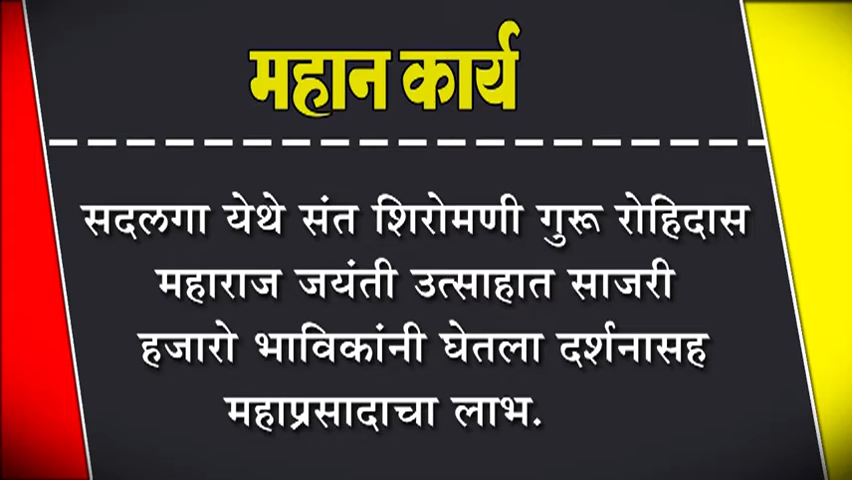 महान कार्य
सदलगा येथे संत शिरोमणी गुरू रोहिदास
महाराज जयंती उत्साहात साजरी
हजारो भाविकांनी घेतला दर्शनासह
महाप्रसादाचा लाभ.